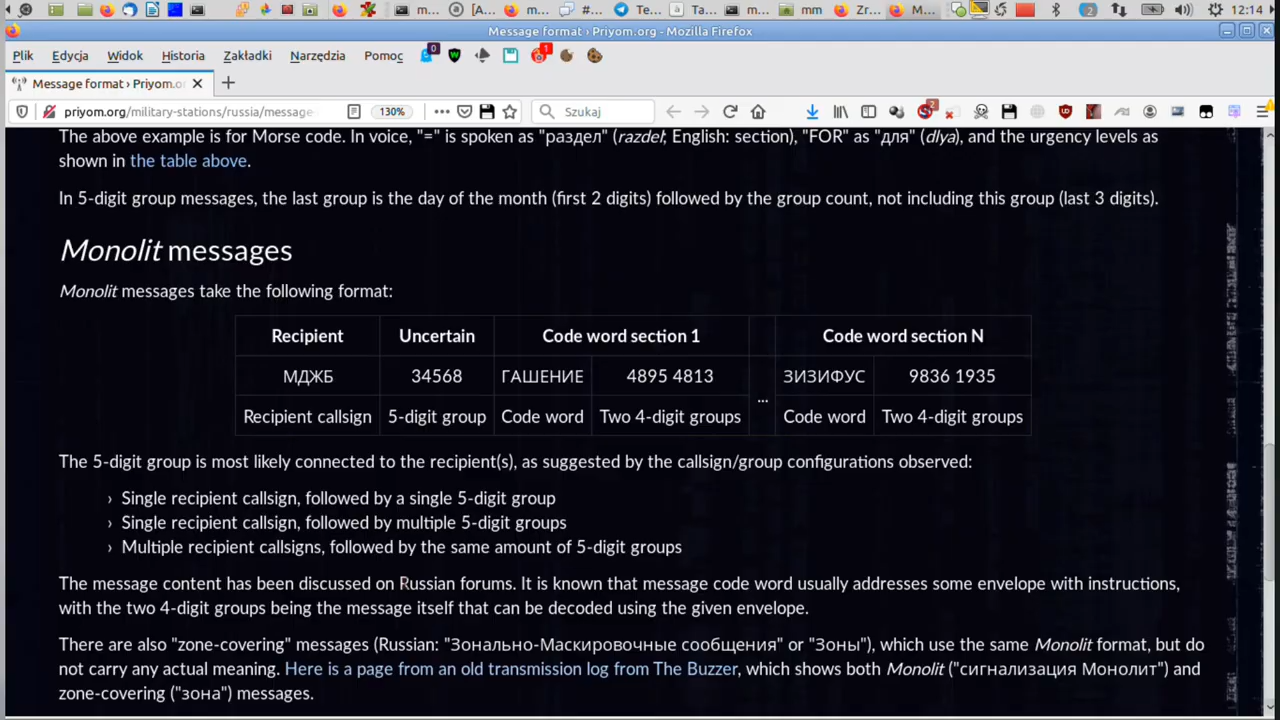 m...
[A...
m...
#...
Te...
Ta...
m...
mm
Zr...
M...
2
12:14
Message format › Priyom.org - Mozilla Firefox
Plik Edycja Widok Historia Zakładki Narzędzia Pomoc 0 1
Message format › Priyom.or
priyom.org/military-stations/russia/message- 130% Szukaj 2
The above example is for Morse code. In voice, "=" is spoken as "раздел" (razdel; English: section), "FOR" as "для" (dlya), and the urgency levels as
shown in the table above.
In 5-digit group messages, the last group is the day of the month (first 2 digits) followed by the group count, not including this group (last 3 digits).
Monolit messages
Monolit messages take the following format:
Recipient Uncertain Code word section 1 Code word section N
МДЖБ 34568 ГАШЕНИЕ 4895 4813 ... ЗИЗИФУС 9836 1935
Recipient callsign 5-digit group Code word Two 4-digit groups Code word Two 4-digit groups
The 5-digit group is most likely connected to the recipient(s), as suggested by the callsign/group configurations observed:
› Single recipient callsign, followed by a single 5-digit group
› Single recipient callsign, followed by multiple 5-digit groups
› Multiple recipient callsigns, followed by the same amount of 5-digit groups
The message content has been discussed on Russian forums. It is known that message code word usually addresses some envelope with instructions,
with the two 4-digit groups being the message itself that can be decoded using the given envelope.
There are also "zone-covering" messages (Russian: "Зонально-Маскировочные сообщения" or "Зоны"), which use the same Monolit format, but do
not carry any actual meaning. Here is a page from an old transmission log from The Buzzer, which shows both Monolit ("сигнализация Монолит") and
zone-covering ("зона") messages.